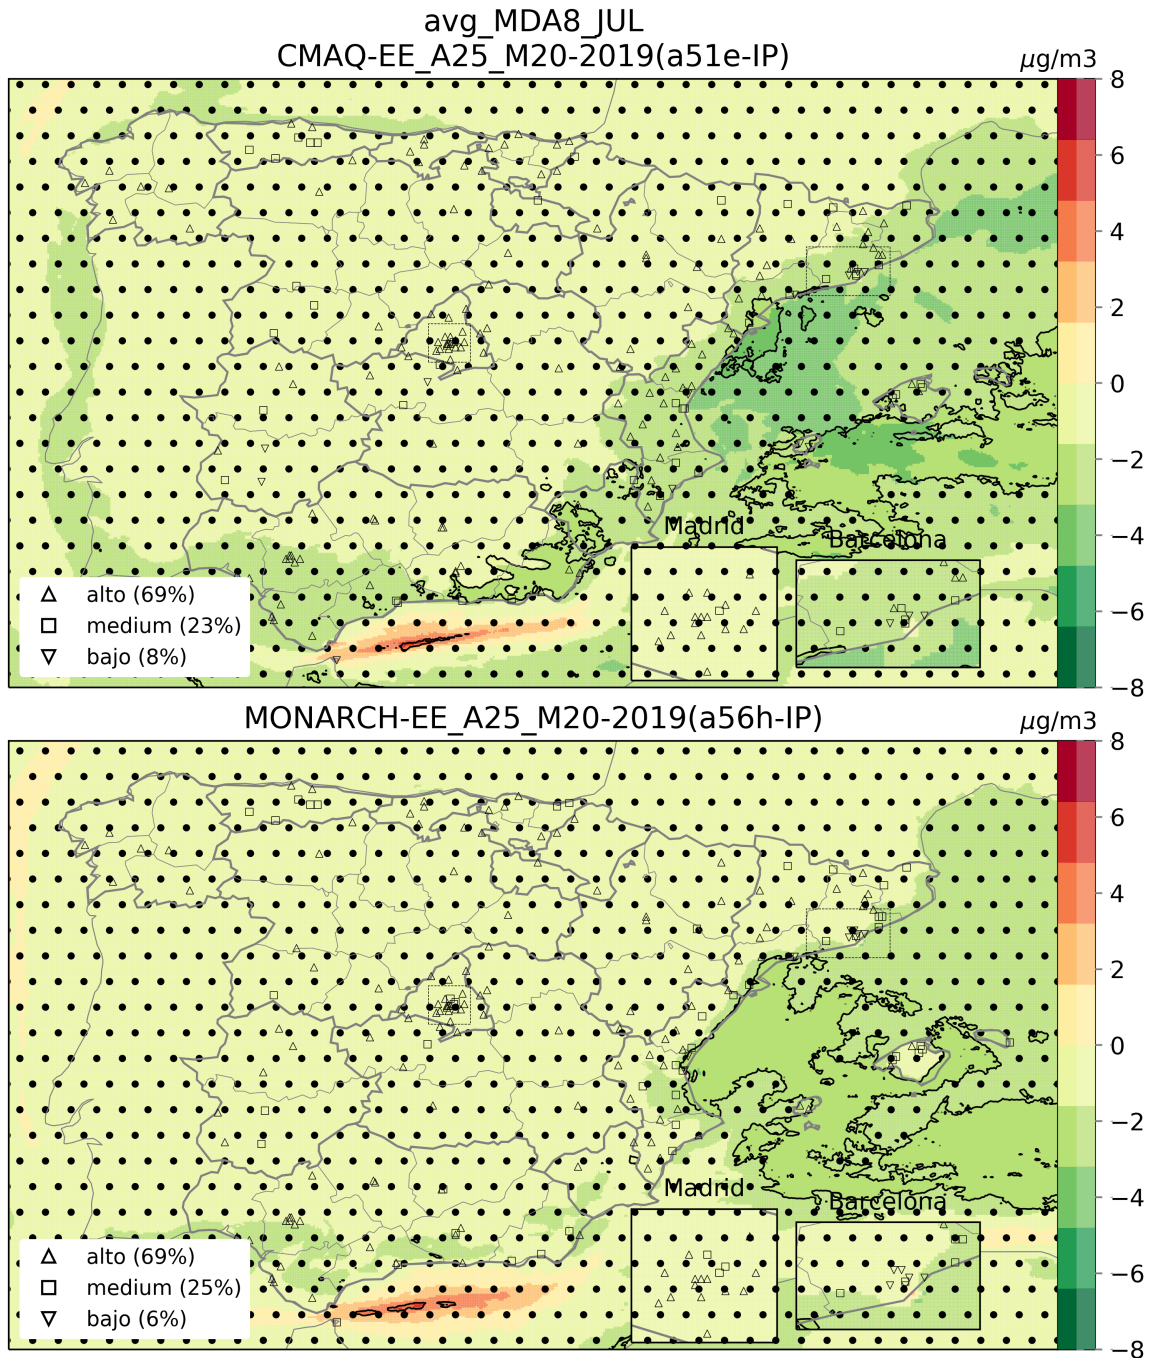 avg_MDA8_JUL
CMAQ-EE_A25_M20-2019(a51e-IP)
μg/m3
8
6
4
2
0
−2
−4
−6
−8
Madrid
Barcelona
alto (69%)
medium (23%)
bajo (8%)
MONARCH-EE_A25_M20-2019(a56h-IP)
μg/m3
8
6
4
2
0
−2
−4
−6
−8
Madrid
Barcelona
alto (69%)
medium (25%)
bajo (6%)